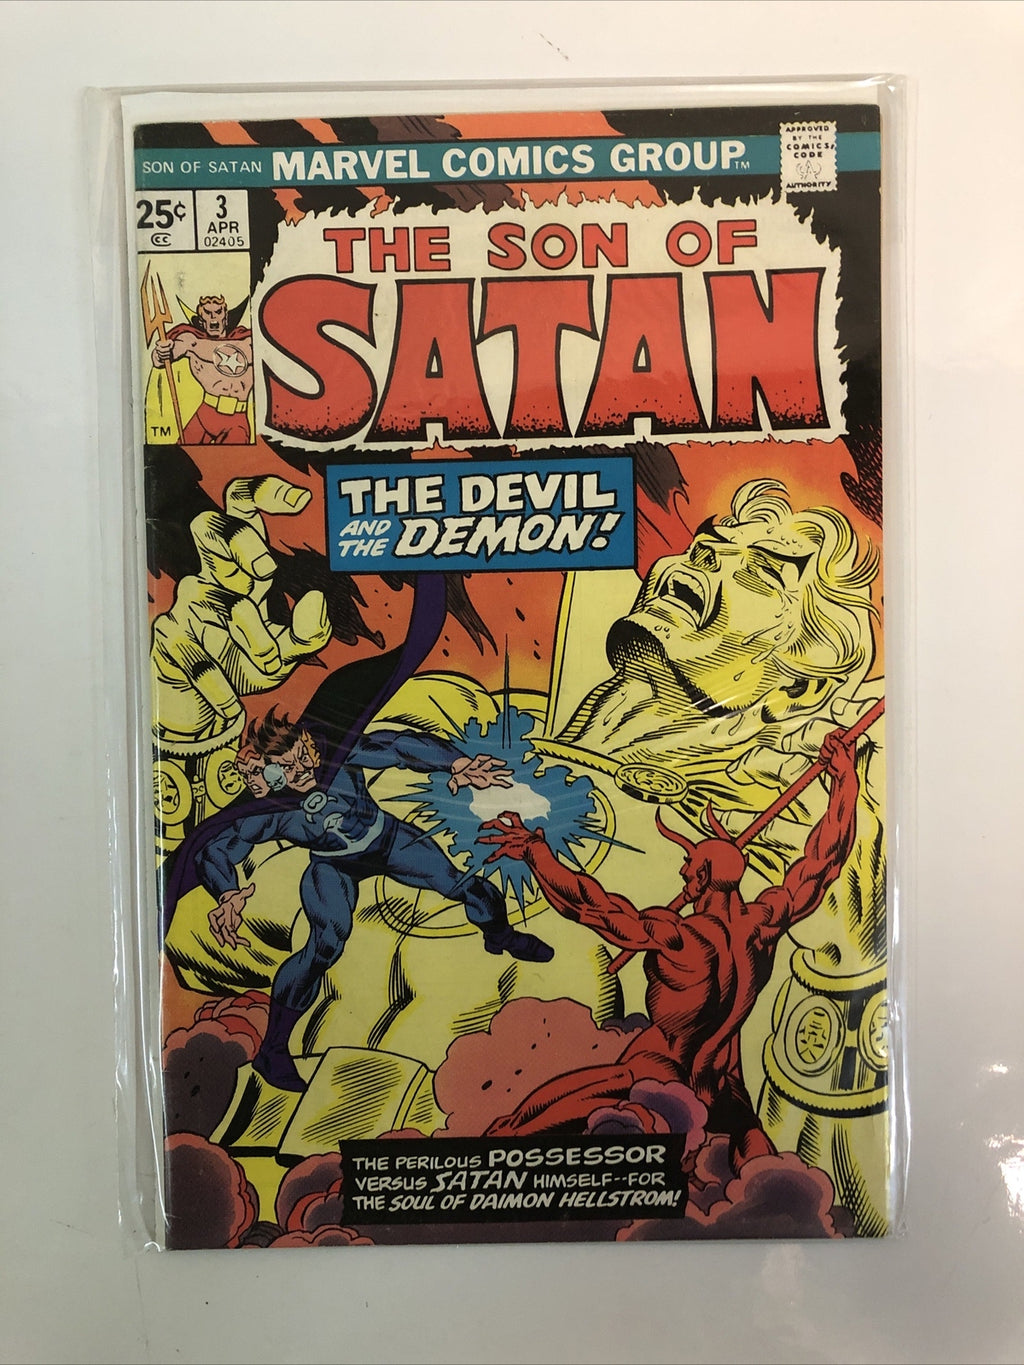 SON OF SATAN MARVEL COMICS GROUP TM
APPROVED
BY THE
COMICS
CODE
AUTHORITY
25¢
CC
3
APR
02405
TM
THE SON OF
SATAN
THE DEVIL
AND THE DEMON!
THE PERILOUS POSSESSOR
VERSUS SATAN HIMSELF--FOR
THE SOUL OF DAIMON HELLSTROM!